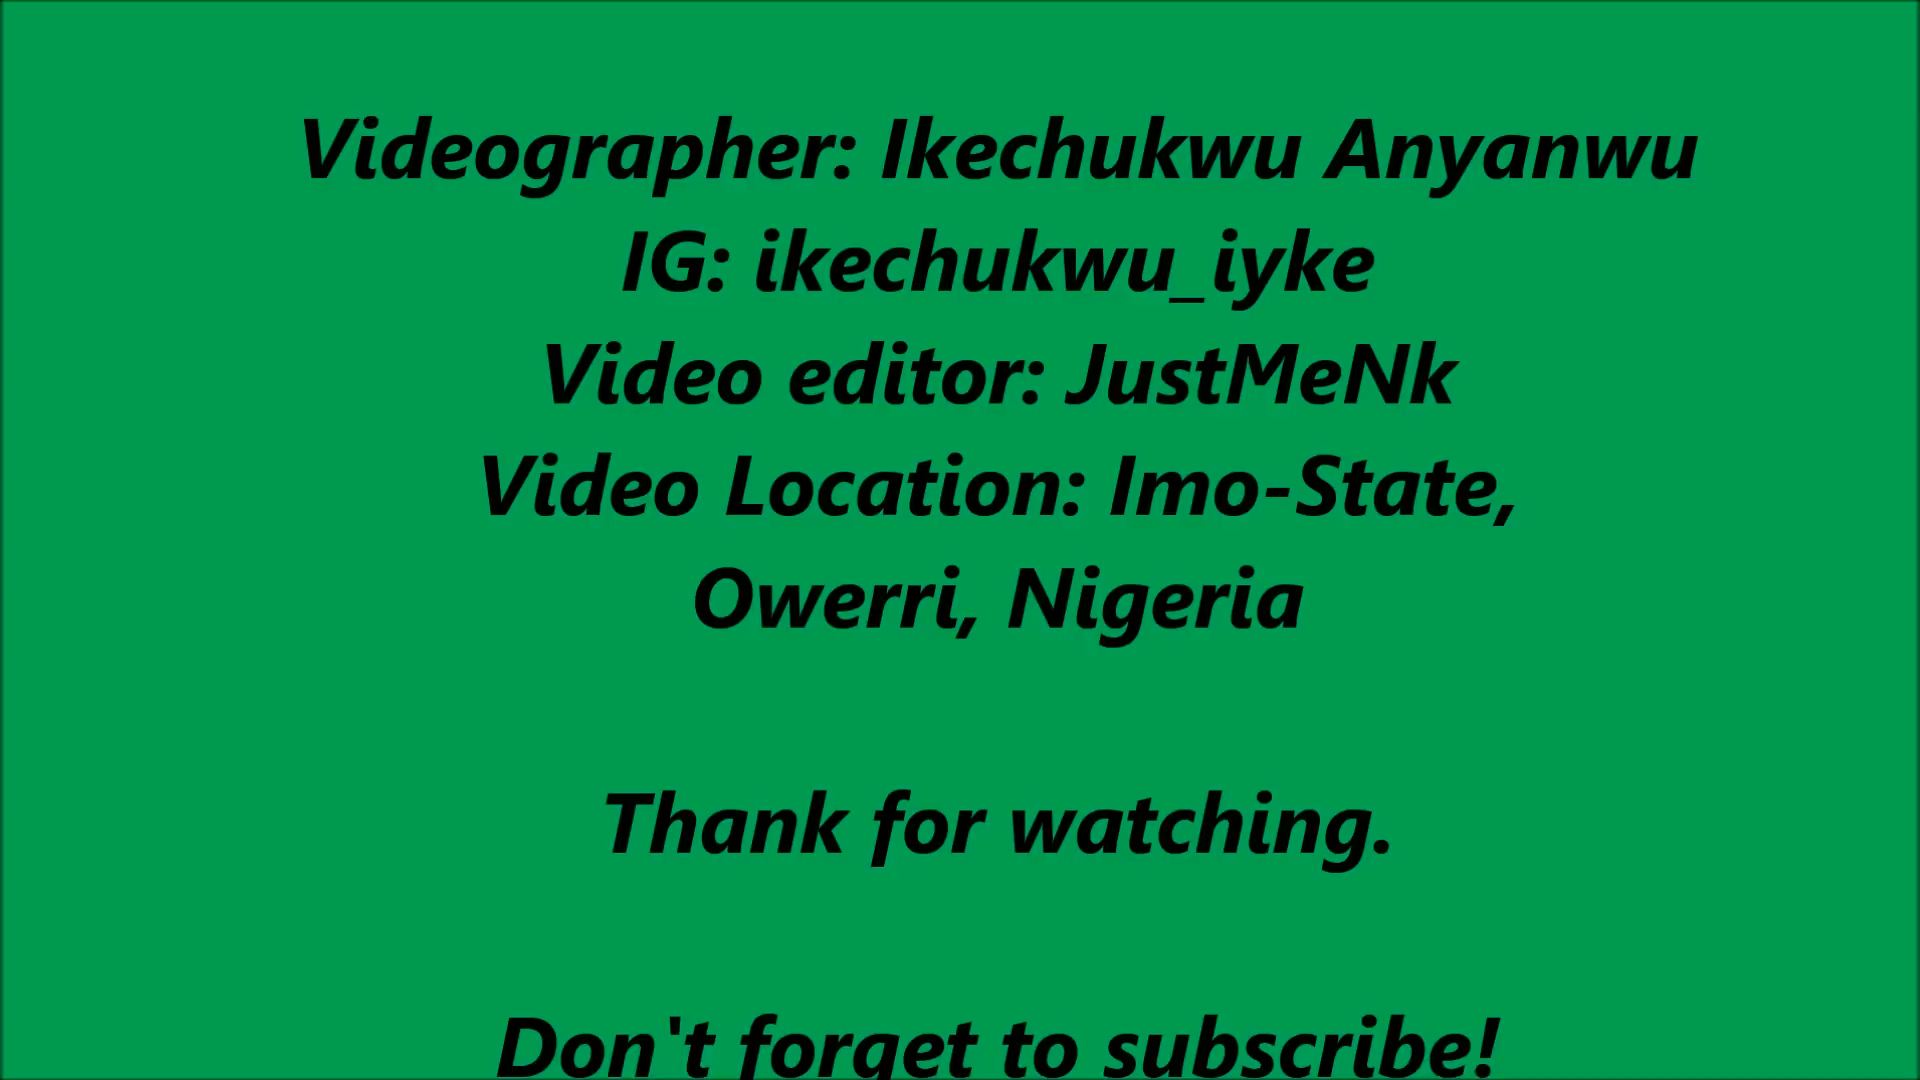 Videographer: Ikechukwu Anyanwu
IG: ikechukwu_iyke
Video editor: JustMeNk
Video Location: Imo-State,
Owerri, Nigeria
Thank for watching.
Don't forget to subscribe!